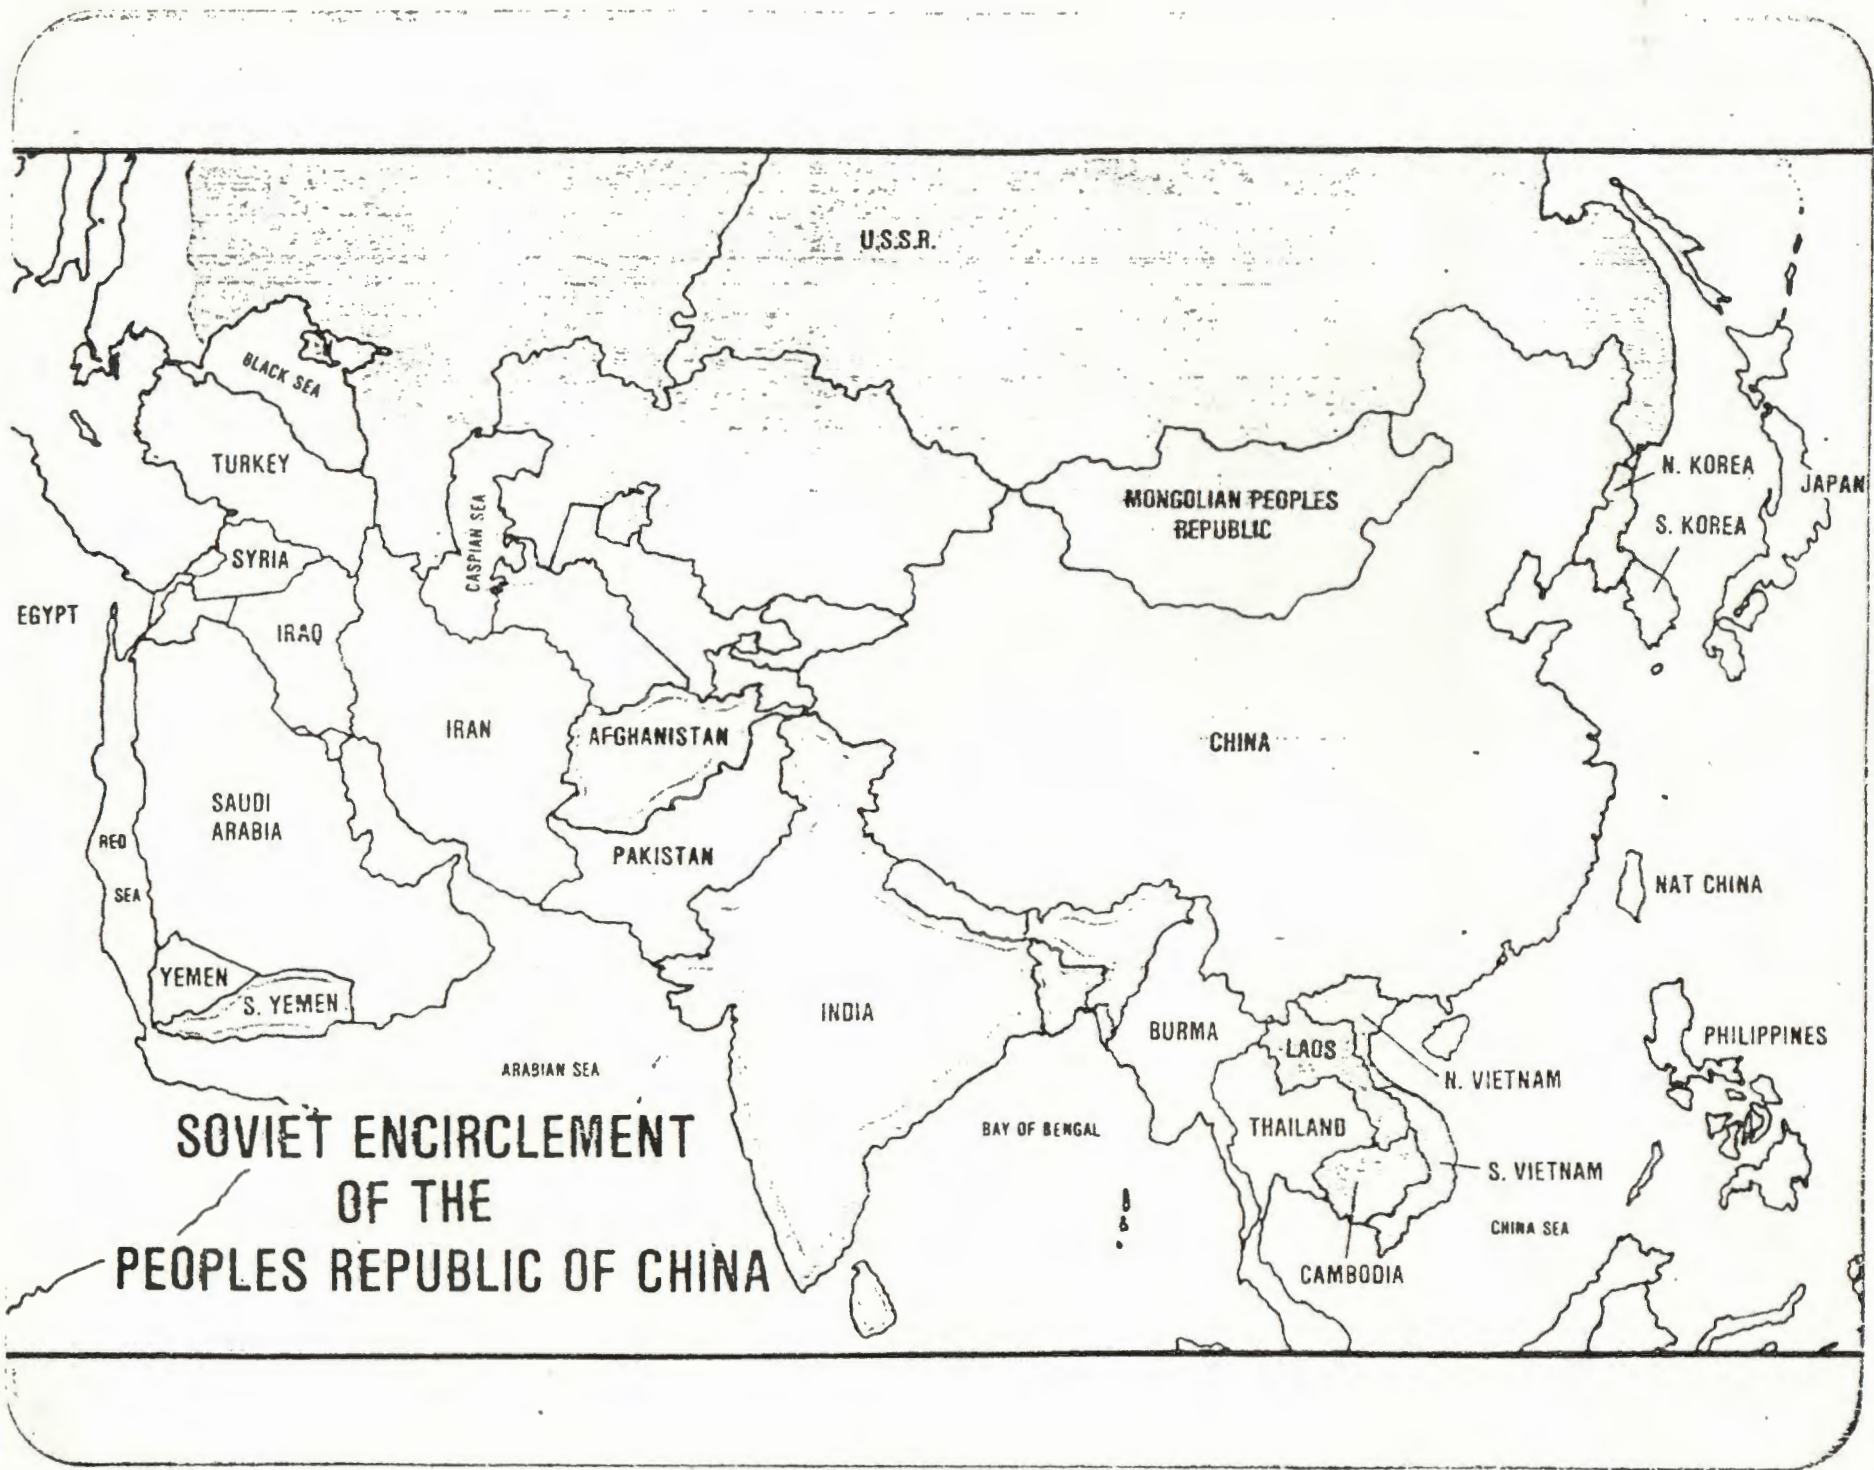 U.S.S.R.
BLACK SEA
TURKEY
CASPIAN SEA
MONGOLIAN PEOPLES
REPUBLIC
N. KOREA
JAPAN
S. KOREA
SYRIA
EGYPT
IRAQ
IRAN
AFGHANISTAN
CHINA
SAUDI
ARABIA
RED
SEA
PAKISTAN
NAT CHINA
YEMEN
S. YEMEN
INDIA
BURMA
LAOS
PHILIPPINES
N. VIETNAM
ARABIAN SEA
BAY OF BENGAL
THAILAND
S. VIETNAM
CHINA SEA
CAMBODIA
SOVIET ENCIRCLEMENT
OF THE
PEOPLES REPUBLIC OF CHINA